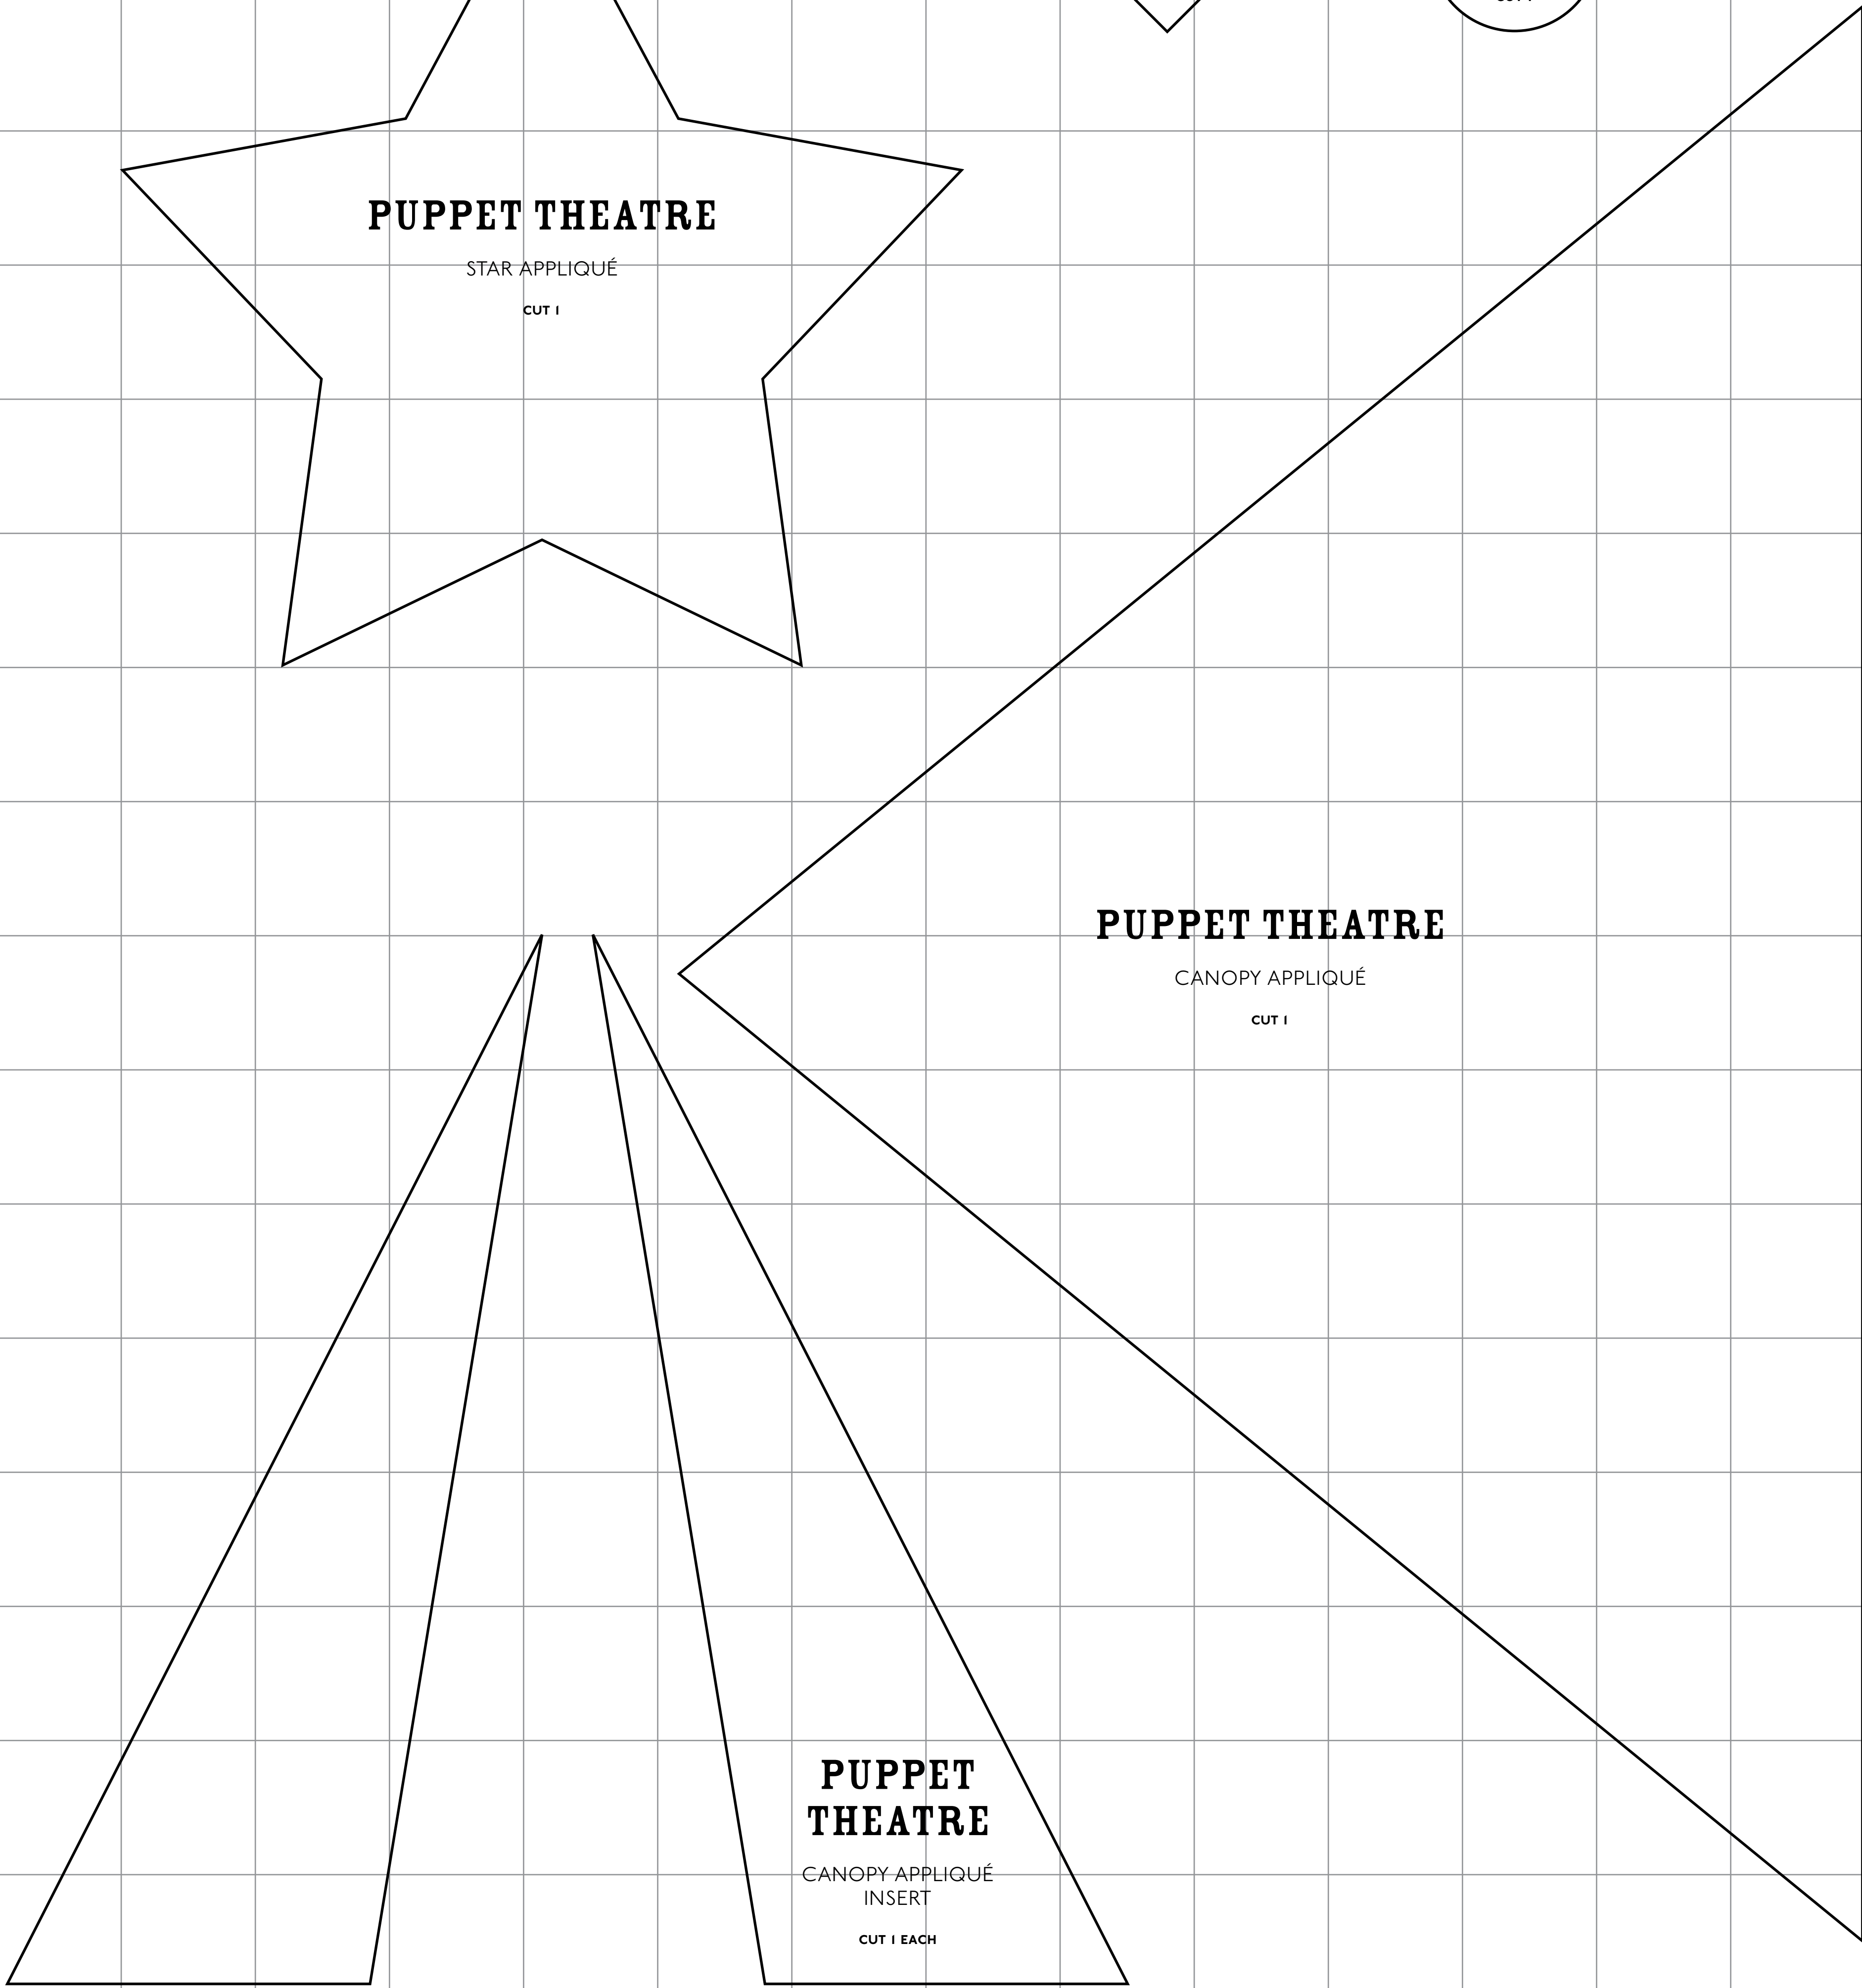 PUPPET THEATRE
STAR APPLIQUÉ
CUT 1
PUPPET THEATRE
CANOPY APPLIQUÉ
CUT 1
PUPPET
THEATRE
CANOPY APPLIQUÉ
INSERT
CUT 1 EACH